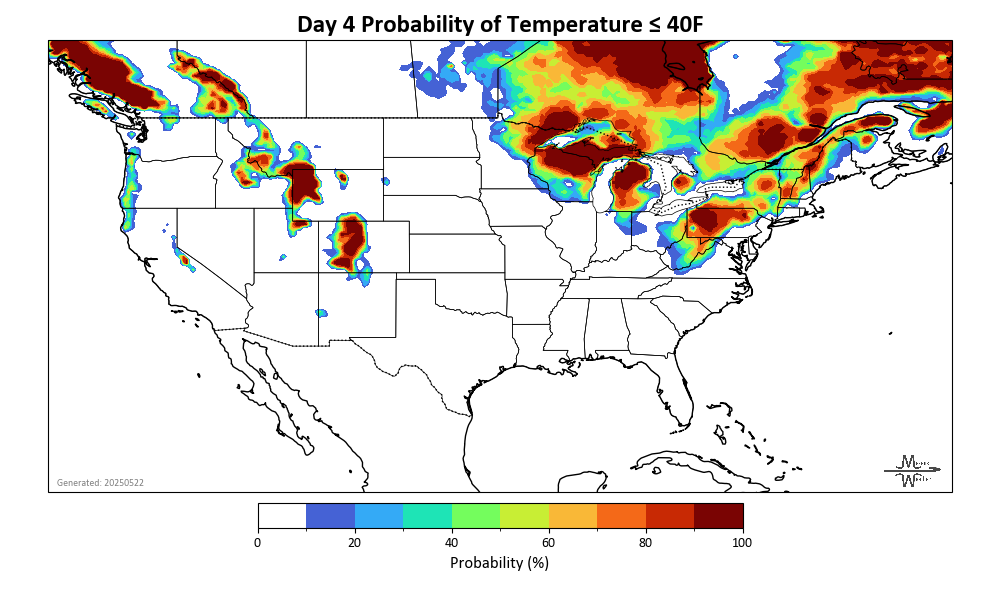 Day 4 Probability of Temperature ≤ 40F
Generated: 20250522
0 20 40 60 80 100
Probability (%)